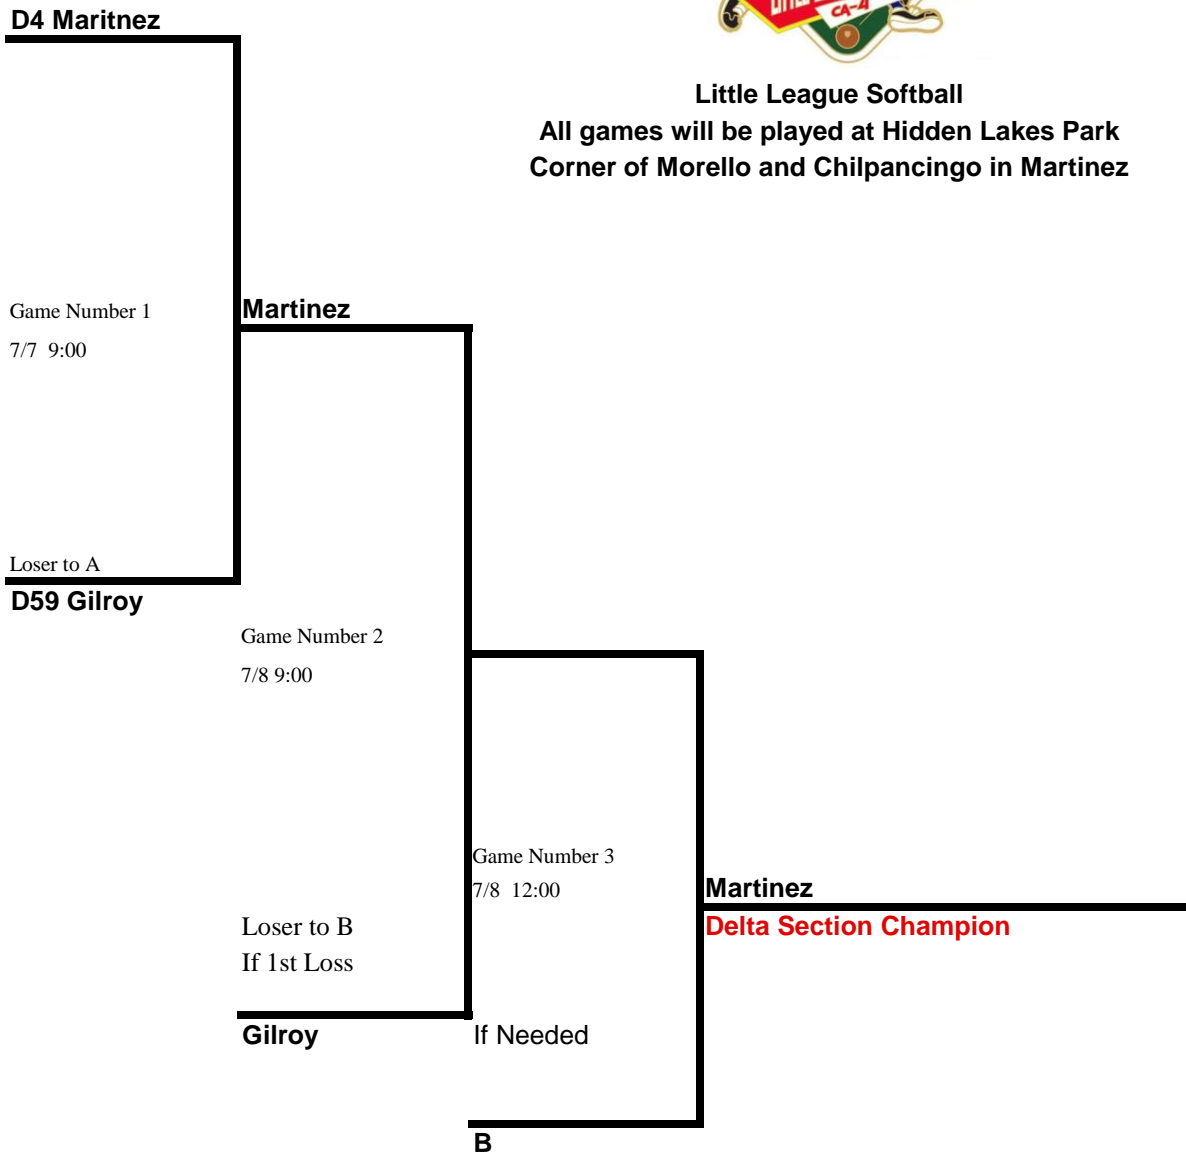 D4 Maritnez
CA-A
Little League Softball
All games will be played at Hidden Lakes Park
Corner of Morello and Chilpancingo in Martinez
Game Number 1
7/7 9:00
Martinez
Loser to A
D59 Gilroy
Game Number 2
7/8 9:00
Game Number 3
7/8 12:00
Martinez
Delta Section Champion
Loser to B
If 1st Loss
Gilroy
If Needed
B